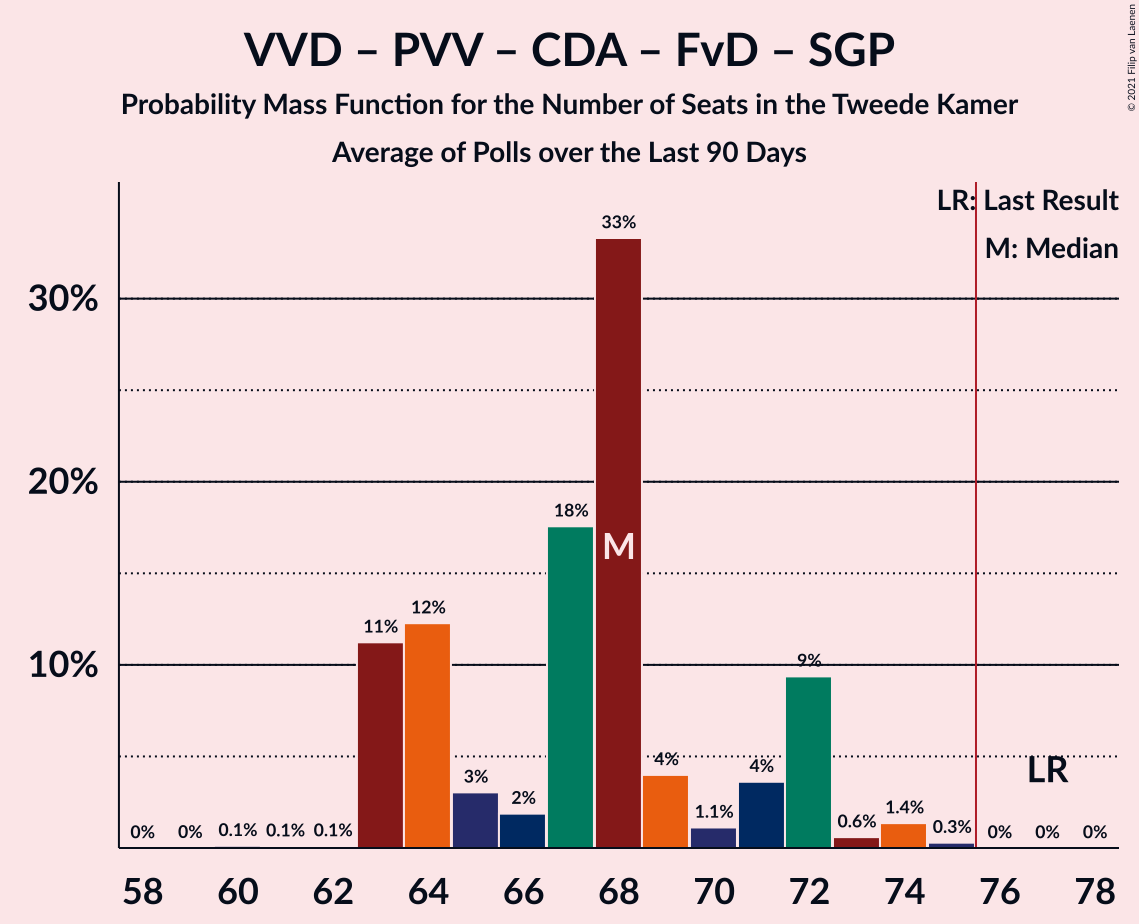 VVD – PVV – CDA – FvD – SGP
Probability Mass Function for the Number of Seats in the Tweede Kamer
Average of Polls over the Last 90 Days
© 2021 Filip van Laenen
LR: Last Result
M: Median
30%
20%
10%
0% 0% 0.1% 0.1% 0.1% 11% 12% 3% 2% 18% 33% 4% 1.1% 4% 9% 0.6% 1.4% 0.3% 0% 0% 0%
M
LR
58 60 62 64 66 68 70 72 74 76 78